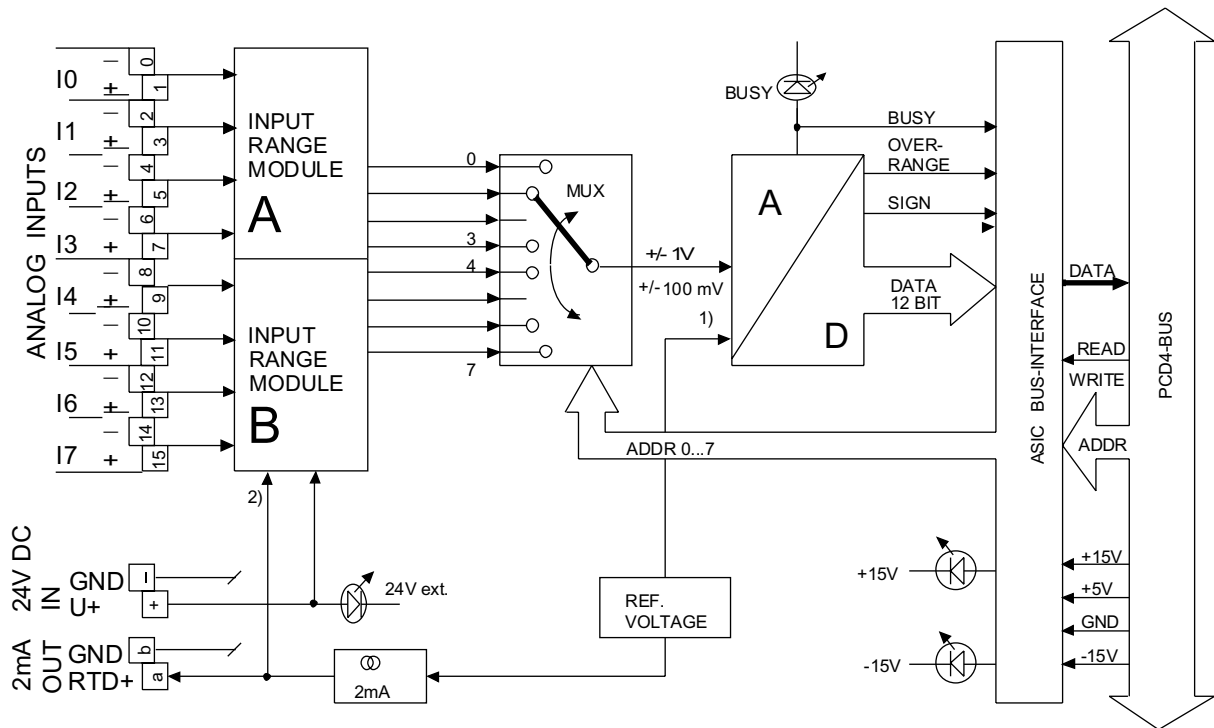 ANALOG INPUTS
I0 − 0
+ 1
I1 − 2
+ 3
I2 − 4
+ 5
I3 − 6
+ 7
I4 − 8
+ 9
I5 − 10
+ 11
I6 − 12
+ 13
I7 − 14
+ 15
INPUT
RANGE
MODULE
A
INPUT
RANGE
MODULE
B
2)
0
3
4
7
MUX
+/- 1V
+/-100 mV
1)
BUSY
A
D
BUSY
OVER-
RANGE
SIGN
DATA
12 BIT
ADDR 0...7
ASIC BUS-INTERFACE
DATA
READ
WRITE
ADDR
+15V
+5V
GND
-15V
PCD4-BUS
24V DC
IN
GND −
U+ +
24V ext.
2mA
OUT
GND b
RTD+ a
2mA
REF.
VOLTAGE
+15V
-15V